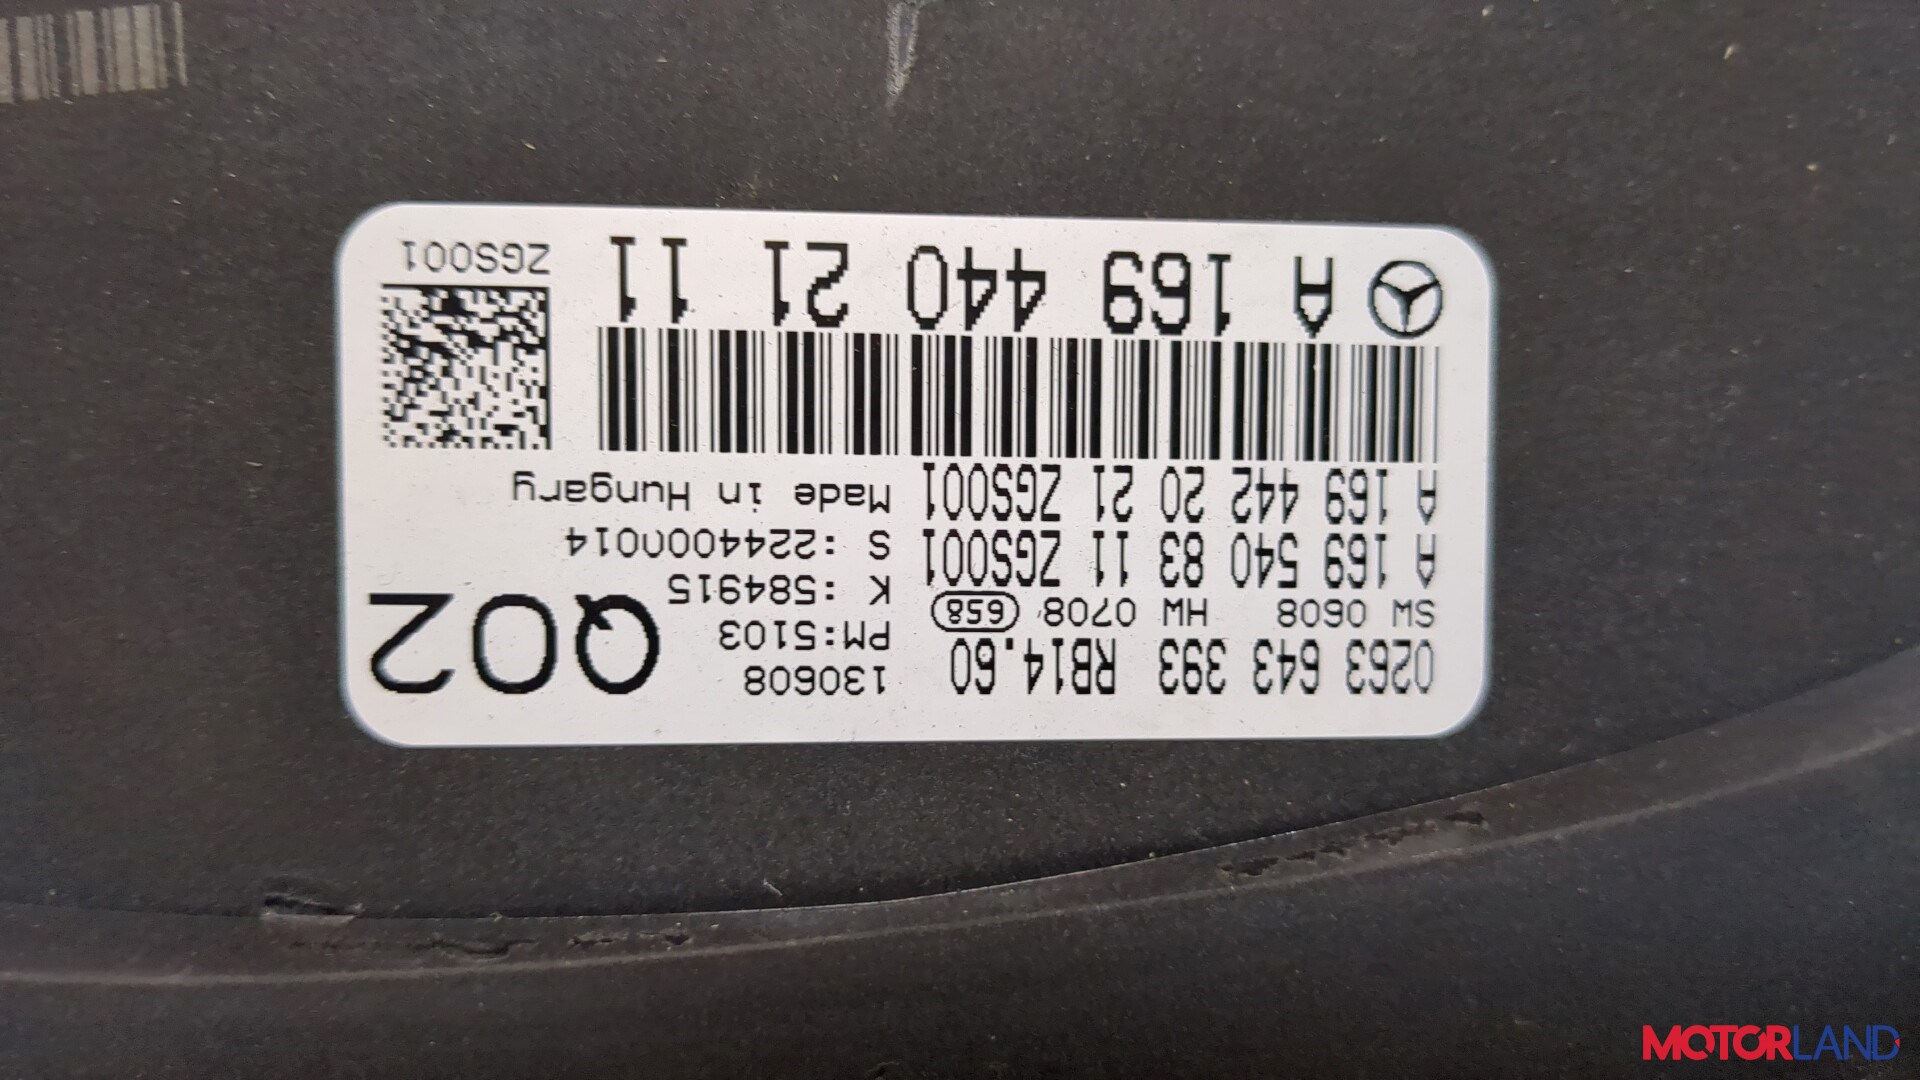 0263 643 393 RB14.60 130608
SW 0608 HW 0708 658 PM:5103
Q02
A 169 540 83 11 ZGS001 K :584915
S :2244000014
A 169 442 20 21 ZGS001 Made in Hungary
A 169 440 21 11 ZGS001
MOTORLAND